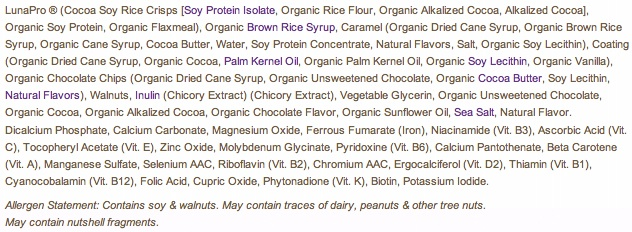 LunaPro ® (Cocoa Soy Rice Crisps [Soy Protein Isolate, Organic Rice Flour, Organic Alkalized Cocoa, Alkalized Cocoa],
Organic Soy Protein, Organic Flaxmeal), Organic Brown Rice Syrup, Caramel (Organic Dried Cane Syrup, Organic Brown Rice
Syrup, Organic Cane Syrup, Cocoa Butter, Water, Soy Protein Concentrate, Natural Flavors, Salt, Organic Soy Lecithin), Coating
(Organic Dried Cane Syrup, Organic Cocoa, Palm Kernel Oil, Organic Palm Kernel Oil, Organic Soy Lecithin, Organic Vanilla),
Organic Chocolate Chips (Organic Dried Cane Syrup, Organic Unsweetened Chocolate, Organic Cocoa Butter, Soy Lecithin,
Natural Flavors), Walnuts, Inulin (Chicory Extract) (Chicory Extract), Vegetable Glycerin, Organic Unsweetened Chocolate,
Organic Cocoa, Organic Alkalized Cocoa, Organic Chocolate Flavor, Organic Sunflower Oil, Sea Salt, Natural Flavor.
Dicalcium Phosphate, Calcium Carbonate, Magnesium Oxide, Ferrous Fumarate (Iron), Niacinamide (Vit. B3), Ascorbic Acid (Vit.
C), Tocopheryl Acetate (Vit. E), Zinc Oxide, Molybdenum Glycinate, Pyridoxine (Vit. B6), Calcium Pantothenate, Beta Carotene
(Vit. A), Manganese Sulfate, Selenium AAC, Riboflavin (Vit. B2), Chromium AAC, Ergocalciferol (Vit. D2), Thiamin (Vit. B1),
Cyanocobalamin (Vit. B12), Folic Acid, Cupric Oxide, Phytonadione (Vit. K), Biotin, Potassium Iodide.
Allergen Statement: Contains soy & walnuts. May contain traces of dairy, peanuts & other tree nuts.
May contain nutshell fragments.